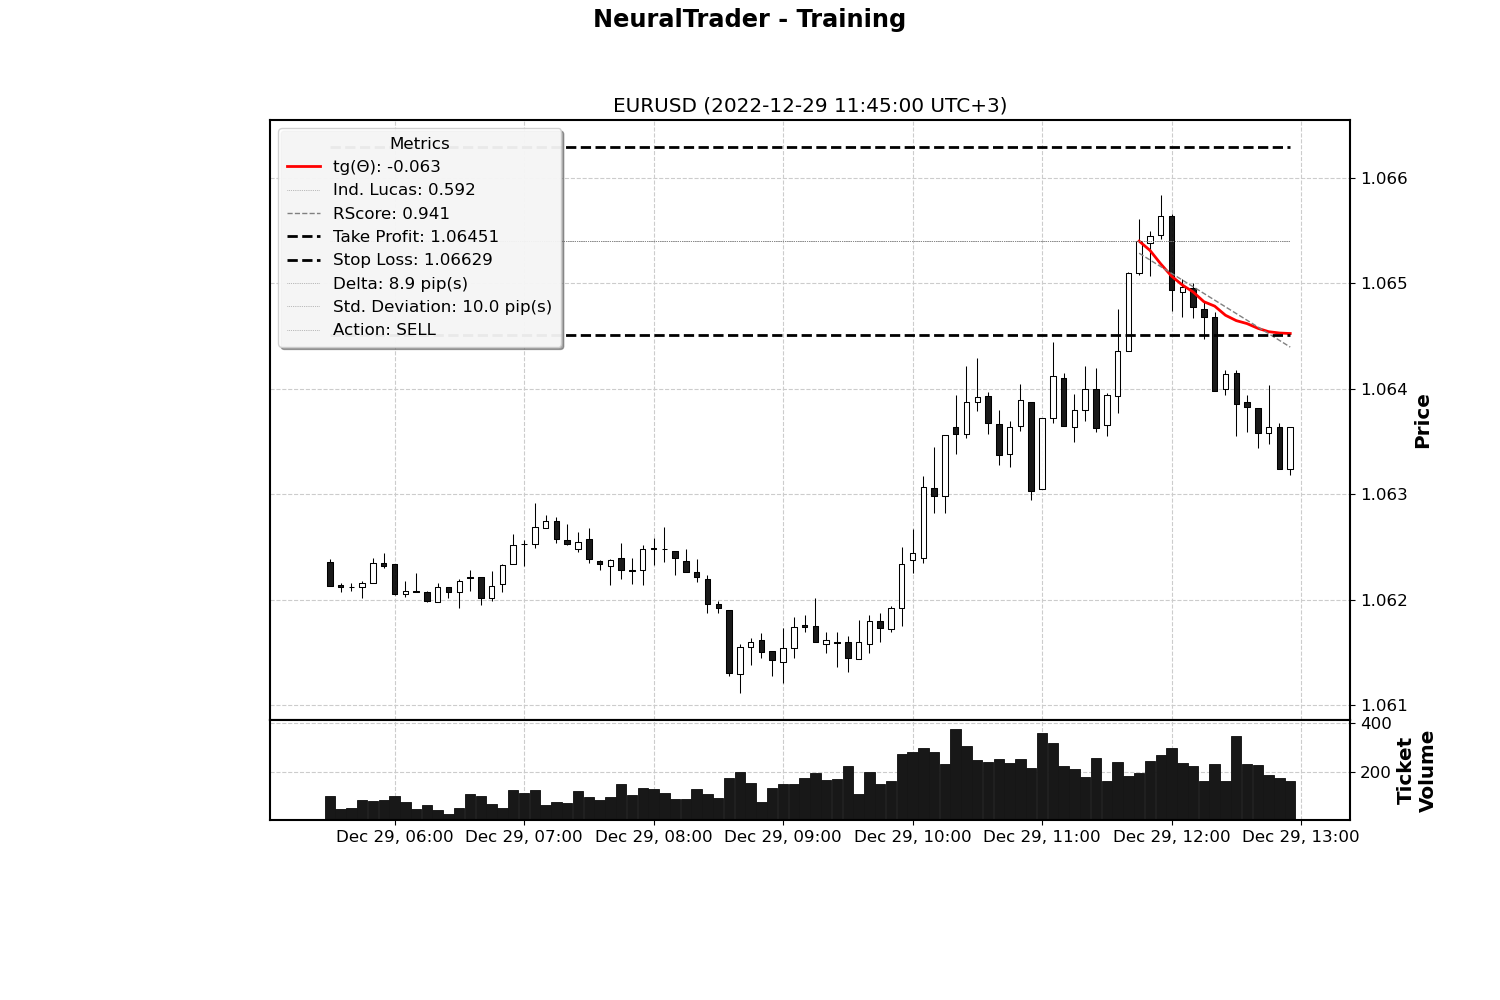 NeuralTrader - Training
EURUSD (2022-12-29 11:45:00 UTC+3)
Metrics
tg(Θ): -0.063
Ind. Lucas: 0.592
RScore: 0.941
Take Profit: 1.06451
Stop Loss: 1.06629
Delta: 8.9 pip(s)
Std. Deviation: 10.0 pip(s)
Action: SELL
1.066
1.065
1.064
1.063
1.062
1.061
Price
400
200
Ticket
Volume
Dec 29, 06:00
Dec 29, 07:00
Dec 29, 08:00
Dec 29, 09:00
Dec 29, 10:00
Dec 29, 11:00
Dec 29, 12:00
Dec 29, 13:00